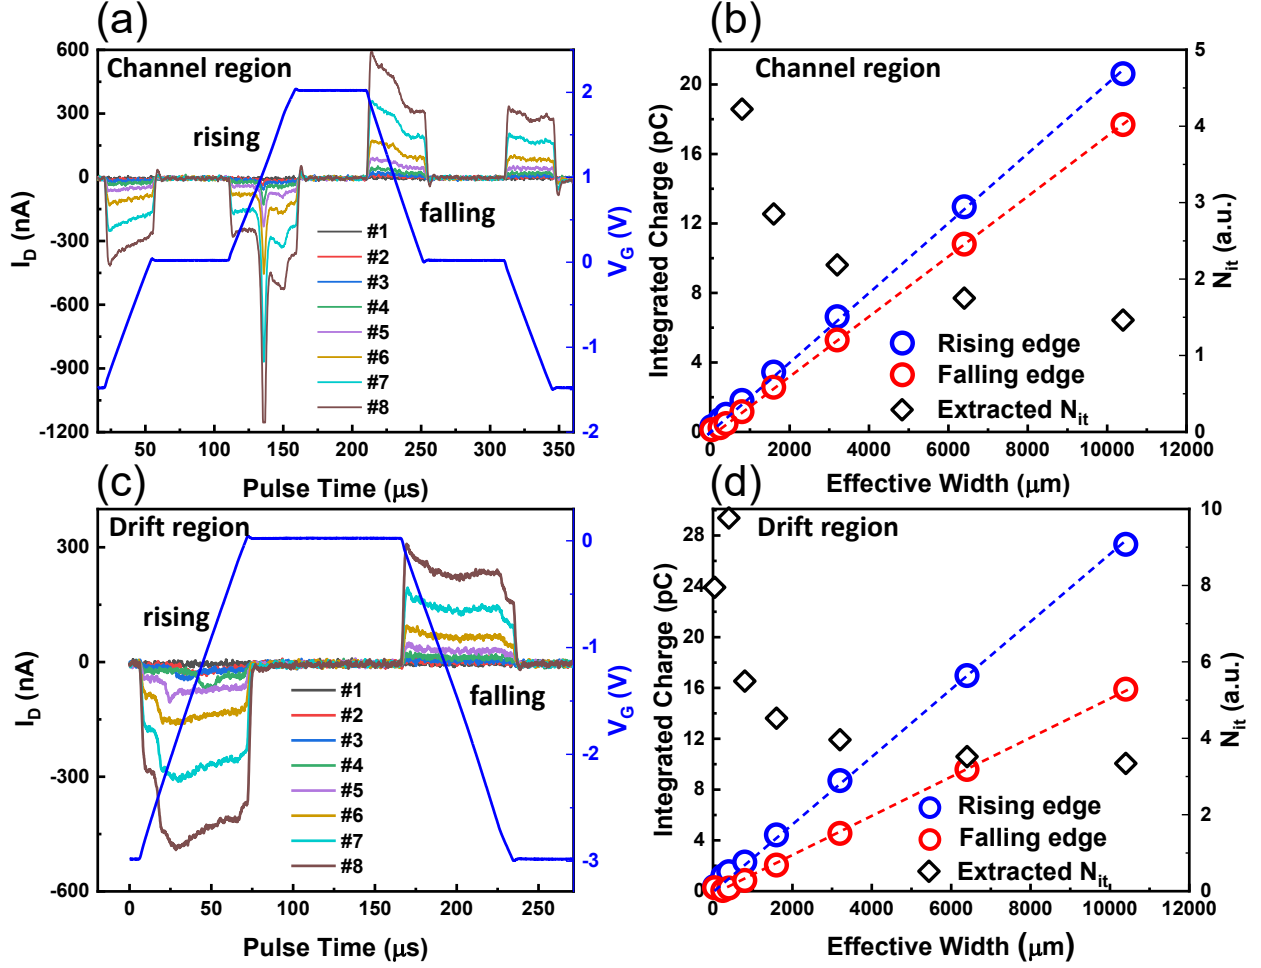 (a)
Channel region
rising
falling
600
300
0
-300
-600
-900
-1200
I_D (nA)
2
1
0
-1
-2
V_G (V)
#1
#2
#3
#4
#5
#6
#7
#8
50
100
150
200
250
300
350
Pulse Time (μs)
(b)
Channel region
20
16
12
8
4
0
Integrated Charge (pC)
5
4
3
2
1
0
N_it (a.u.)
Rising edge
Falling edge
Extracted N_it
0
2000
4000
6000
8000
10000
12000
Effective Width (μm)
(c)
Drift region
rising
falling
300
0
-300
-600
I_D (nA)
0
-1
-2
-3
V_G (V)
#1
#2
#3
#4
#5
#6
#7
#8
0
50
100
150
200
250
Pulse Time (μs)
(d)
Drift region
28
24
20
16
12
8
4
0
Integrated Charge (pC)
10
8
6
4
2
0
N_it (a.u.)
Rising edge
Falling edge
Extracted N_it
0
2000
4000
6000
8000
10000
12000
Effective Width (μm)